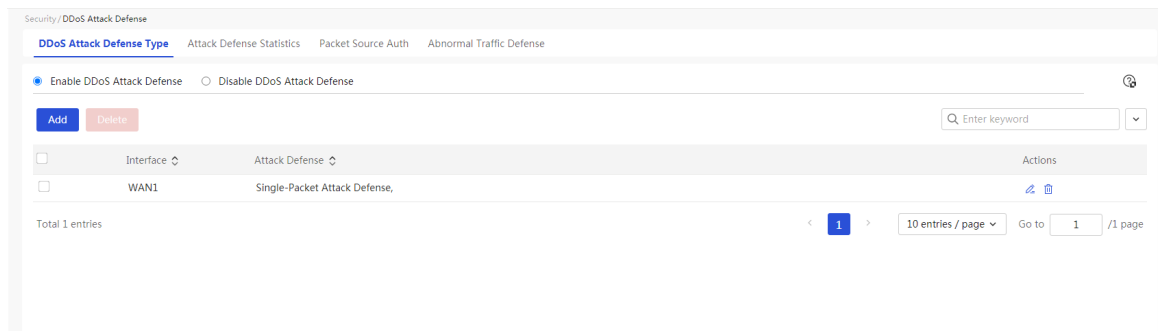 Security / DDoS Attack Defense
DDoS Attack Defense Type Attack Defense Statistics Packet Source Auth Abnormal Traffic Defense
Enable DDoS Attack Defense Disable DDoS Attack Defense
Add Delete Enter keyword
Interface Attack Defense Actions
WAN1 Single-Packet Attack Defense,
Total 1 entries < 1 > 10 entries / page Go to 1 /1 page